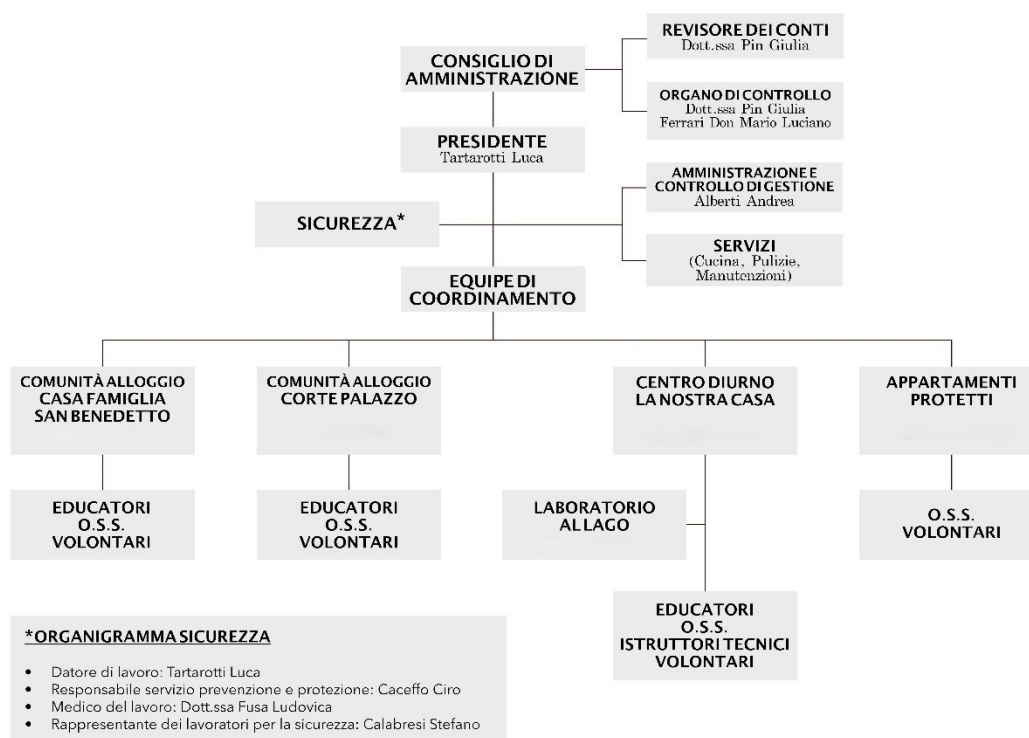 REVISORE DEI CONTI
Dott.ssa Pin Giulia
CONSIGLIO DI
AMMINISTRAZIONE
ORGANO DI CONTROLLO
Dott.ssa Pin Giulia
Ferrari Don Mario Luciano
PRESIDENTE
Tartarotti Luca
AMMINISTRAZIONE E
CONTROLLO DI GESTIONE
Alberti Andrea
SICUREZZA*
SERVIZI
(Cucina, Pulizie,
Manutenzioni)
EQUIPE DI
COORDINAMENTO
COMUNITÀ ALLOGGIO
CASA FAMIGLIA
SAN BENEDETTO
COMUNITÀ ALLOGGIO
CORTE PALAZZO
CENTRO DIURNO
LA NOSTRA CASA
APPARTAMENTI
PROTETTI
EDUCATORI
O.S.S.
VOLONTARI
EDUCATORI
O.S.S.
VOLONTARI
LABORATORIO
AL LAGO
O.S.S.
VOLONTARI
EDUCATORI
O.S.S.
ISTRUTTORI TECNICI
VOLONTARI
*ORGANIGRAMMA SICUREZZA
• Datore di lavoro: Tartarotti Luca
• Responsabile servizio prevenzione e protezione: Caceffo Ciro
• Medico del lavoro: Dott.ssa Fusa Ludovica
• Rappresentante dei lavoratori per la sicurezza: Calabresi Stefano